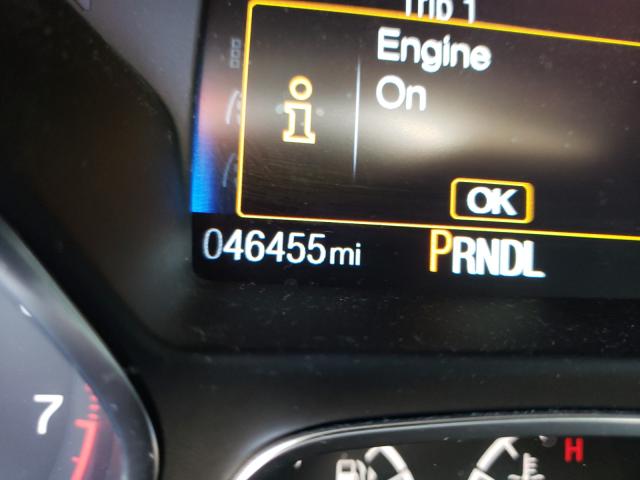 Trip 1
Engine
On
i
OK
046455mi
PRNDL
7
H